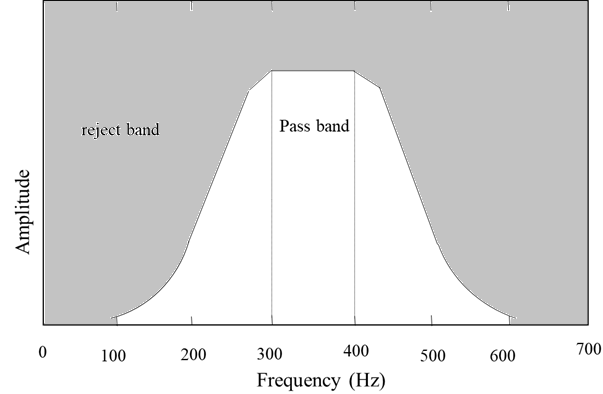 Pass band
reject band
Amplitude
0 100 200 300 400 500 600 700
Frequency (Hz)